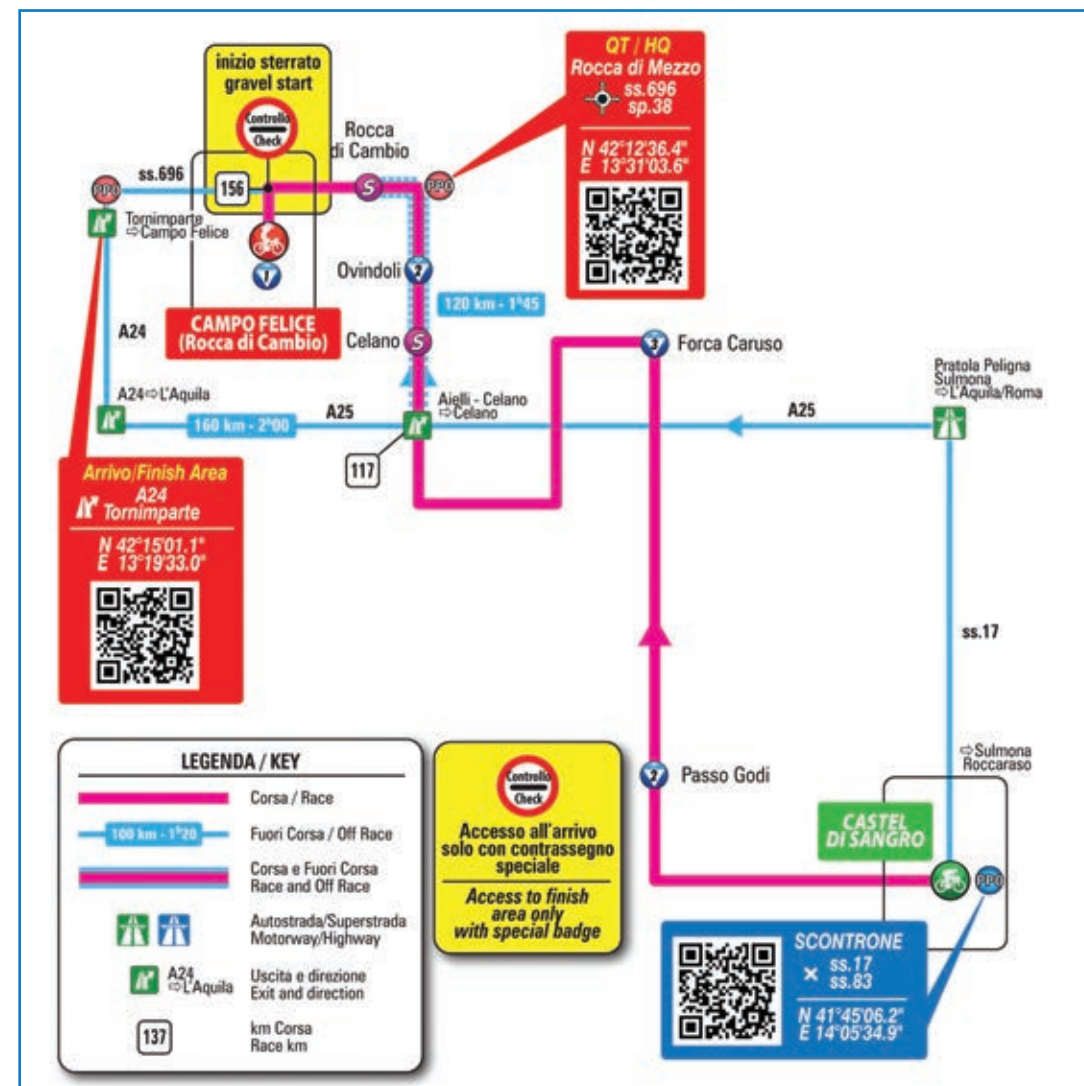 inizio sterrato
gravel start
Controllo
Check
QT / HQ
Rocca di Mezzo
ss.696
sp.38
N 42°12'36.4"
E 13°31'03.6"
Rocca
di Cambio
ss.696
156
S
PPO
PPO
Tornimparte
⇨Campo Felice
1
Ovindoli
2
120 km - 1ʰ45
CAMPO FELICE
(Rocca di Cambio)
A24
Celano
S
3
Forca Caruso
Pratola Peligna
Sulmona
⇨L'Aquila/Roma
A24⇨L'Aquila
160 km - 2ʰ00
A25
Aielli - Celano
⇨Celano
A25
117
Arrivo/Finish Area
A24
Tornimparte
N 42°15'01.1"
E 13°19'33.0"
ss.17
LEGENDA / KEY
Corsa / Race
100 km - 1ʰ20
Fuori Corsa / Off Race
Corsa e Fuori Corsa
Race and Off Race
Autostrada/Superstrada
Motorway/Highway
A24
⇨L'Aquila
Uscita e direzione
Exit and direction
137
km Corsa
Race km
Controllo
Check
Accesso all'arrivo
solo con contrassegno
speciale
Access to finish
area only
with special badge
2
Passo Godi
⇨Sulmona
Roccaraso
CASTEL
DI SANGRO
PPO
SCONTRONE
ss.17
ss.83
N 41°45'06.2"
E 14°05'34.9"